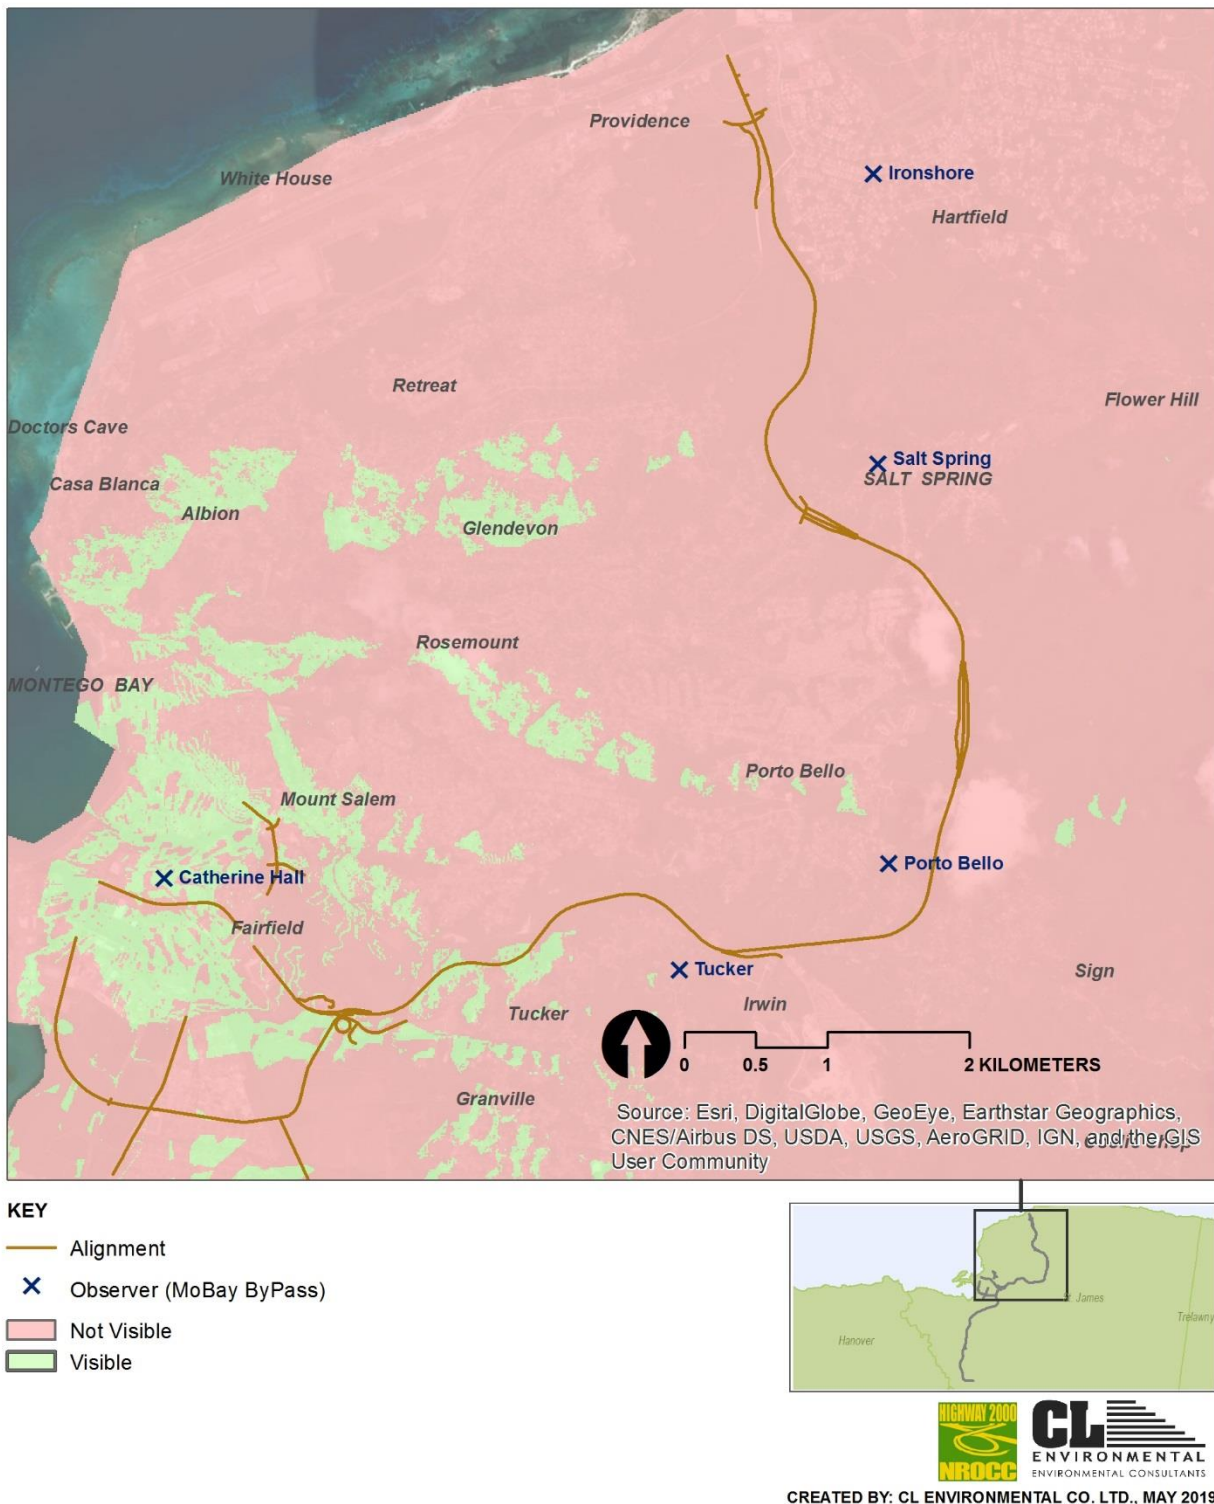 Providence
White House
Ironshore
Hartfield
Retreat
Flower Hill
Doctors Cave
Casa Blanca
Albion
Glendevon
Salt Spring
SALT SPRING
Rosemount
MONTEGO BAY
Porto Bello
Mount Salem
Catherine Hall
Porto Bello
Fairfield
Tucker
Sign
Tucker
Irwin
0 0.5 1 2 KILOMETERS
Granville
Source: Esri, DigitalGlobe, GeoEye, Earthstar Geographics,
CNES/Airbus DS, USDA, USGS, AeroGRID, IGN, and the GIS
User Community
KEY
Alignment
Observer (MoBay ByPass)
Not Visible
Visible
St. James
Trelawny
Hanover
HIGHWAY 2000
NROCC
CL
ENVIRONMENTAL
ENVIRONMENTAL CONSULTANTS
CREATED BY: CL ENVIRONMENTAL CO. LTD., MAY 2019